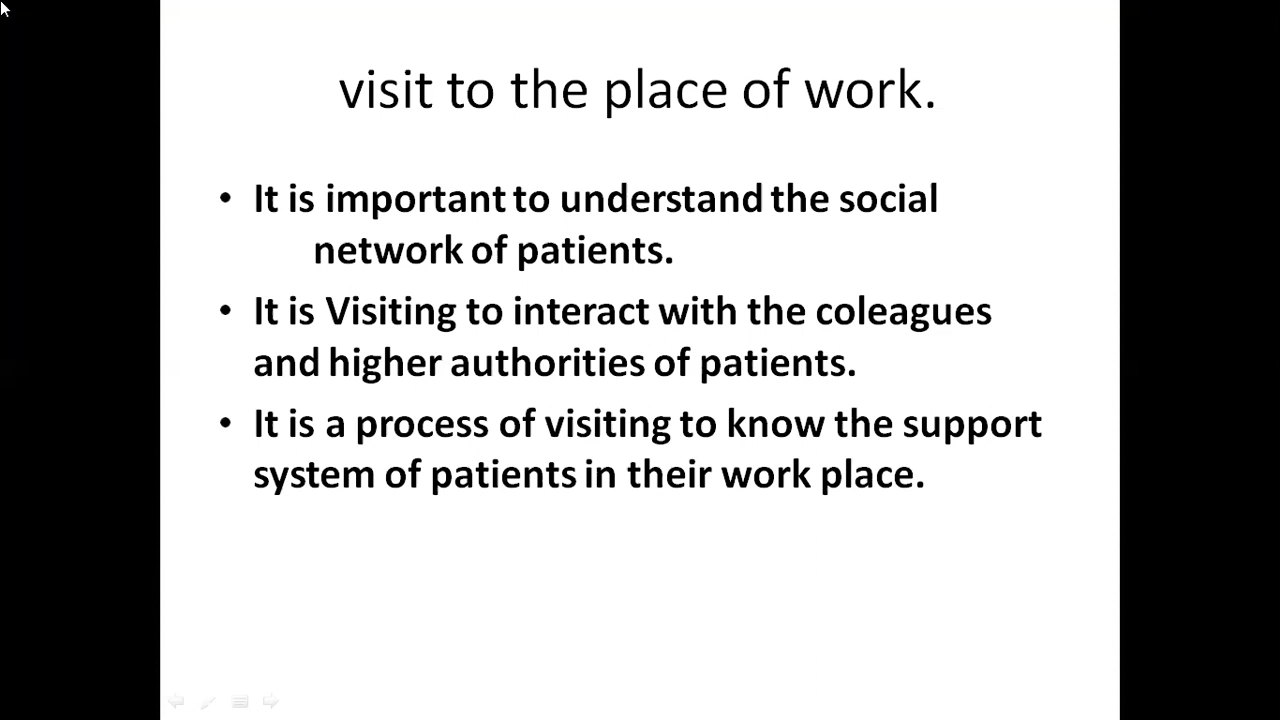 visit to the place of work.
• It is important to understand the social
network of patients.
• It is Visiting to interact with the coleagues
and higher authorities of patients.
• It is a process of visiting to know the support
system of patients in their work place.